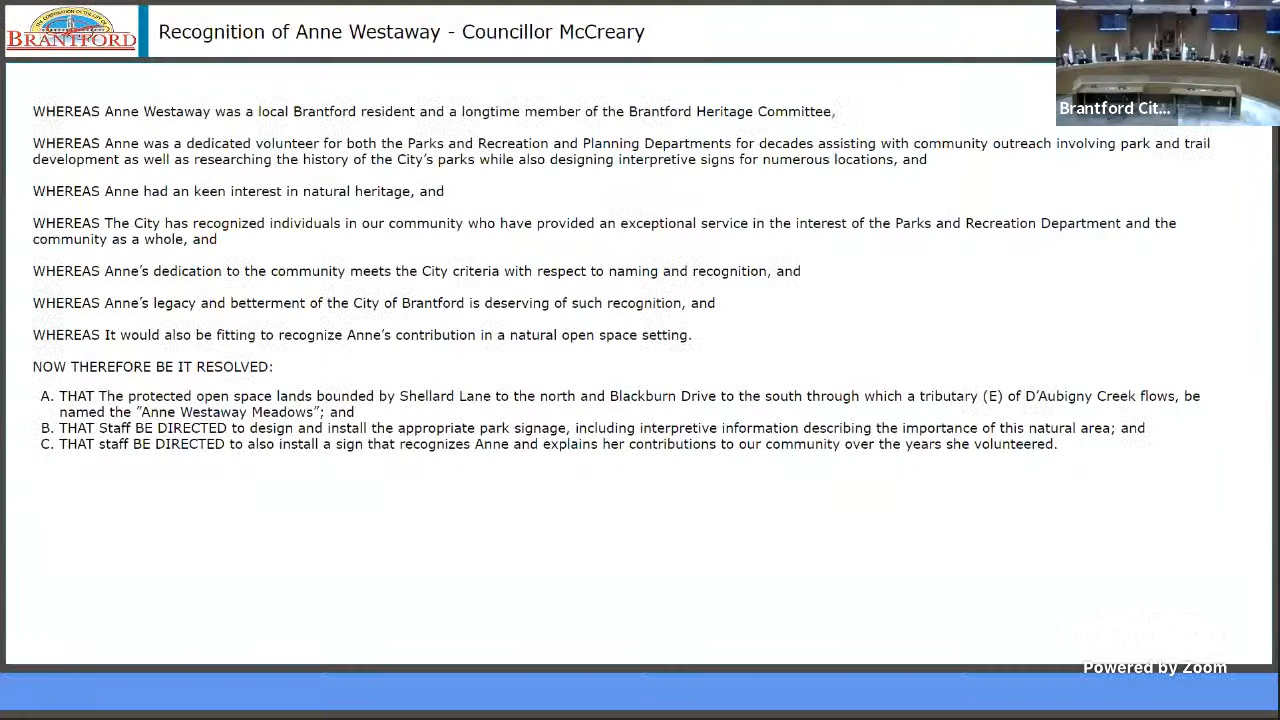 THE CORPORATION OF THE CITY OF
BRANTFORD
Recognition of Anne Westaway - Councillor McCreary
Brantford Cit...
WHEREAS Anne Westaway was a local Brantford resident and a longtime member of the Brantford Heritage Committee,
WHEREAS Anne was a dedicated volunteer for both the Parks and Recreation and Planning Departments for decades assisting with community outreach involving park and trail
development as well as researching the history of the City's parks while also designing interpretive signs for numerous locations, and
WHEREAS Anne had an keen interest in natural heritage, and
WHEREAS The City has recognized individuals in our community who have provided an exceptional service in the interest of the Parks and Recreation Department and the
community as a whole, and
WHEREAS Anne's dedication to the community meets the City criteria with respect to naming and recognition, and
WHEREAS Anne's legacy and betterment of the City of Brantford is deserving of such recognition, and
WHEREAS It would also be fitting to recognize Anne's contribution in a natural open space setting.
NOW THEREFORE BE IT RESOLVED:
A. THAT The protected open space lands bounded by Shellard Lane to the north and Blackburn Drive to the south through which a tributary (E) of D'Aubigny Creek flows, be
named the "Anne Westaway Meadows"; and
B. THAT Staff BE DIRECTED to design and install the appropriate park signage, including interpretive information describing the importance of this natural area; and
C. THAT staff BE DIRECTED to also install a sign that recognizes Anne and explains her contributions to our community over the years she volunteered.
Powered by Zoom